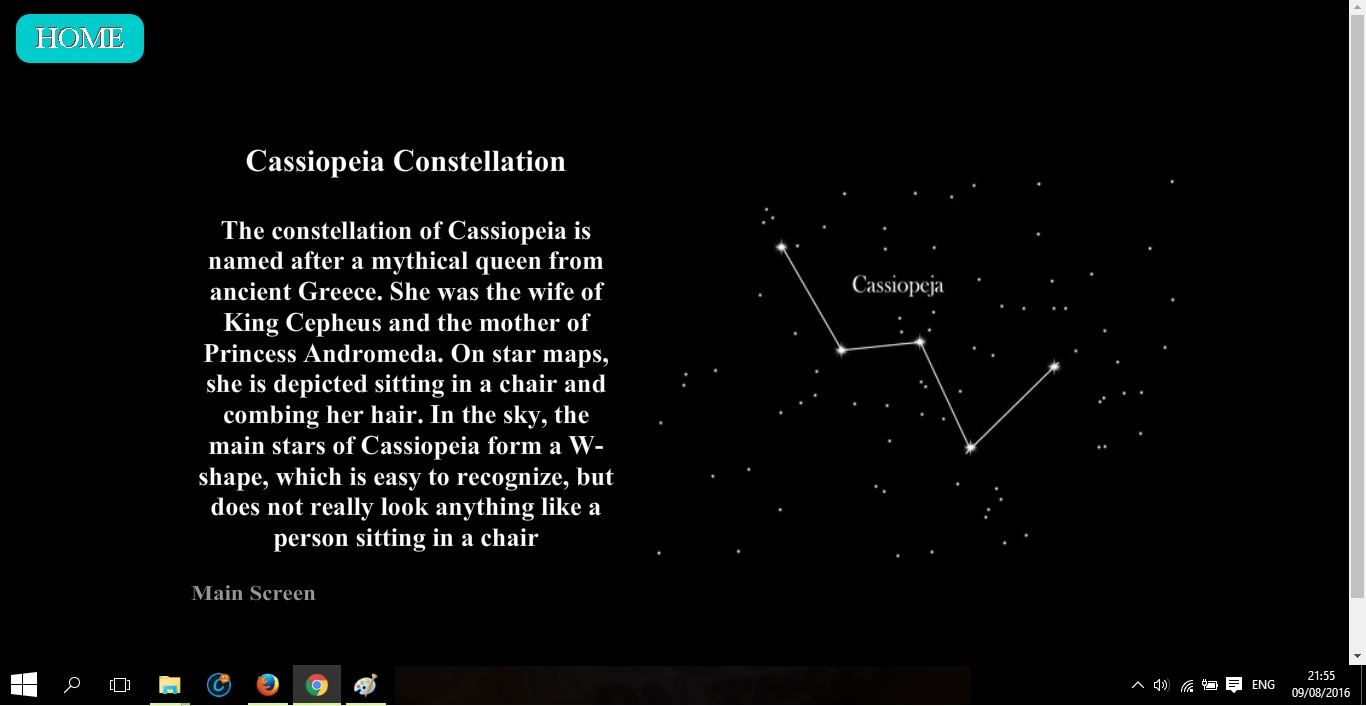 HOME
Cassiopeia Constellation
The constellation of Cassiopeia is
named after a mythical queen from
ancient Greece. She was the wife of
King Cepheus and the mother of
Princess Andromeda. On star maps,
she is depicted sitting in a chair and
combing her hair. In the sky, the
main stars of Cassiopeia form a W-
shape, which is easy to recognize, but
does not really look anything like a
person sitting in a chair
Cassiopeja
Main Screen
ENG
21:55
09/08/2016